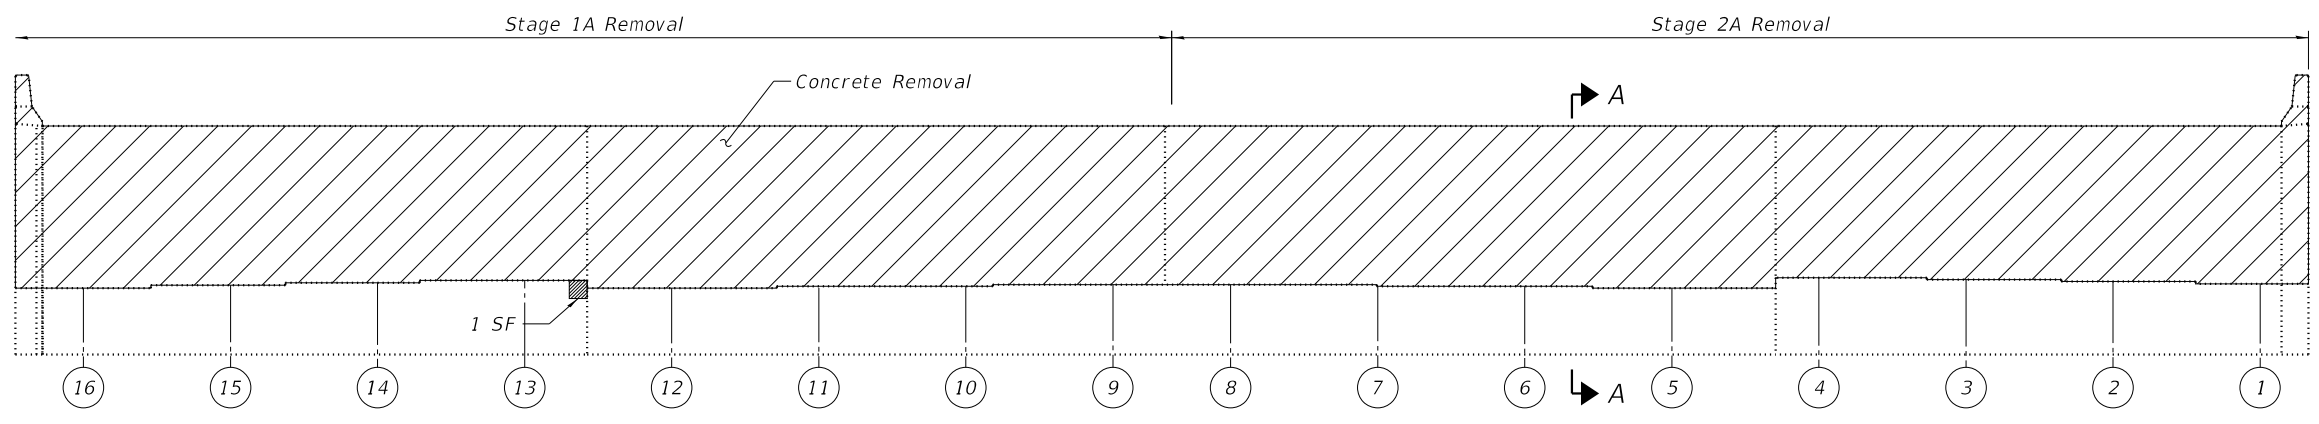 Stage 1A Removal
Stage 2A Removal
Concrete Removal
A
1 SF
16 15 14 13 12 11 10 9 8 7 6 5 4 3 2 1
A